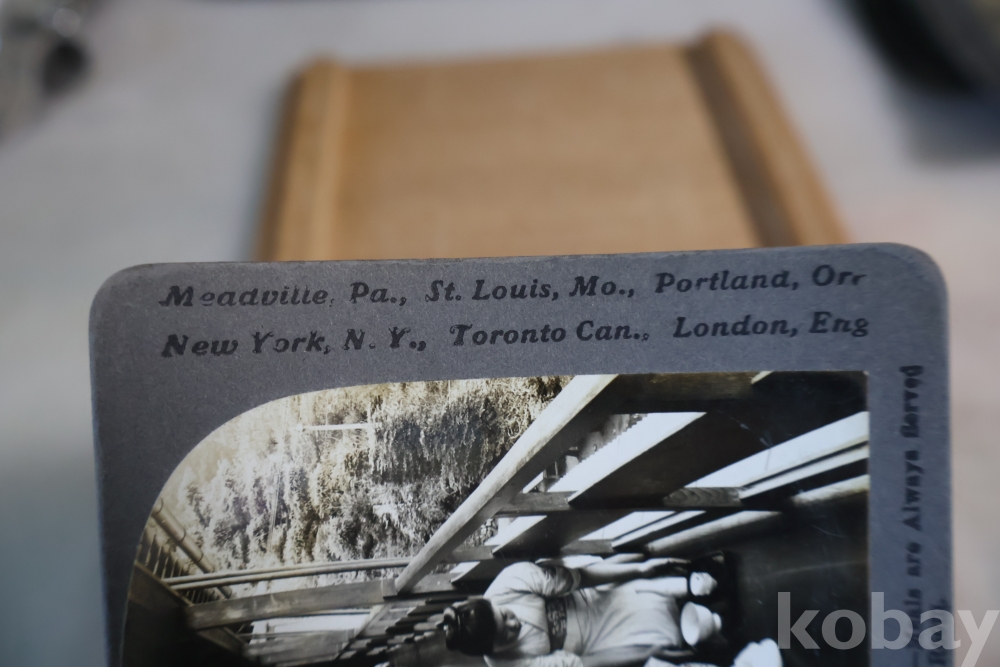 Meadville, Pa., St. Louis, Mo., Portland, Ore
New York, N. Y., Toronto Can., London, Eng
are Always Served
kobay